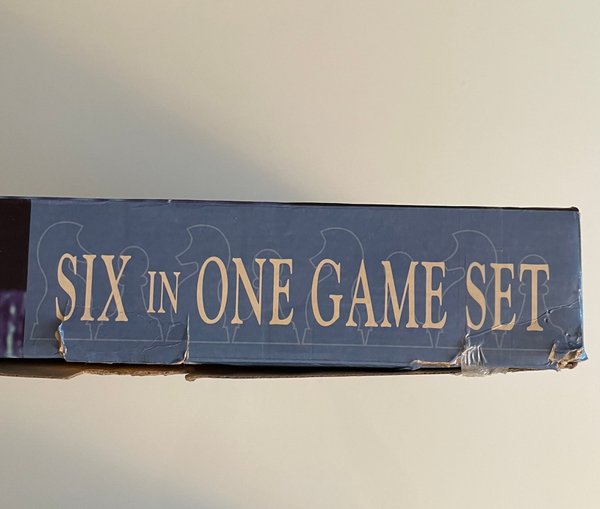 SIX IN ONE GAME SET